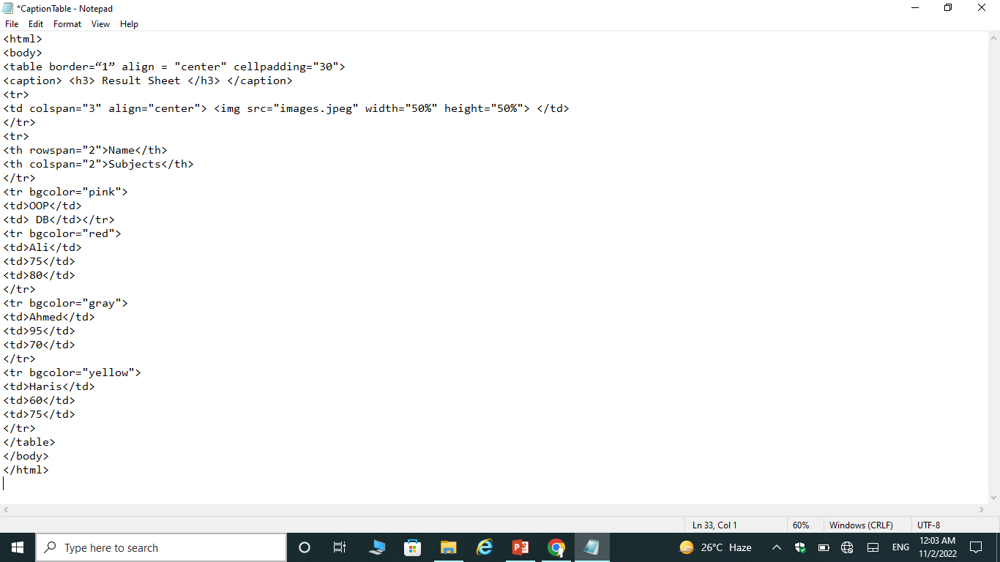 *CaptionTable - Notepad
File Edit Format View Help
<html>
<body>
<table border=“1” align = "center" cellpadding="30">
<caption> <h3> Result Sheet </h3> </caption>
<tr>
<td colspan="3" align="center"> <img src="images.jpeg" width="50%" height="50%"> </td>
</tr>
<tr>
<th rowspan="2">Name</th>
<th colspan="2">Subjects</th>
</tr>
<tr bgcolor="pink">
<td>OOP</td>
<td> DB</td></tr>
<tr bgcolor="red">
<td>Ali</td>
<td>75</td>
<td>80</td>
</tr>
<tr bgcolor="gray">
<td>Ahmed</td>
<td>95</td>
<td>70</td>
</tr>
<tr bgcolor="yellow">
<td>Haris</td>
<td>60</td>
<td>75</td>
</tr>
</table>
</body>
</html>
Ln 33, Col 1 60% Windows (CRLF) UTF-8
Type here to search 26°C Haze ENG 12:03 AM
11/2/2022